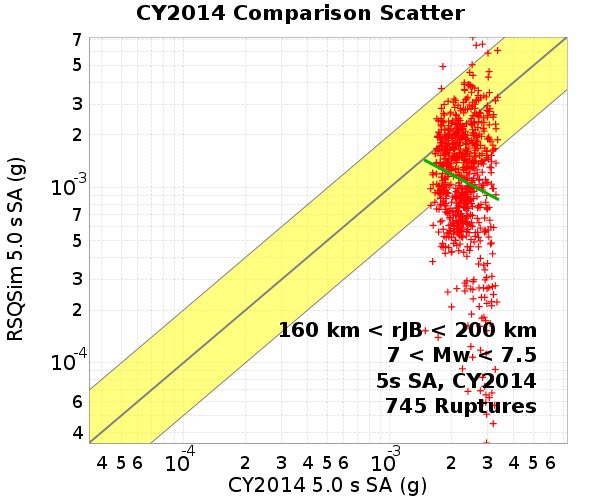 CY2014 Comparison Scatter
RSQSim 5.0 s SA (g)
7
5
3
2
10-3
7
5
3
2
10-4
6
4
160 km < rJB < 200 km
7 < Mw < 7.5
5s SA, CY2014
745 Ruptures
4 5 6 10-4 2 3 4 5 6 10-3 2 3 4 5 6
CY2014 5.0 s SA (g)